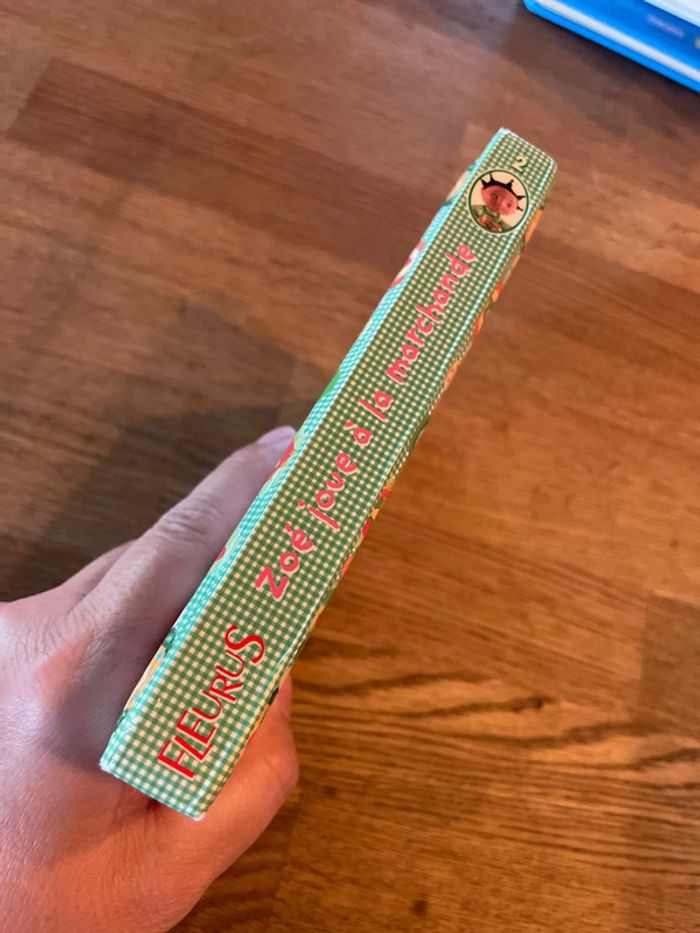 FLEURUS
Zoé joue à la marchande
2